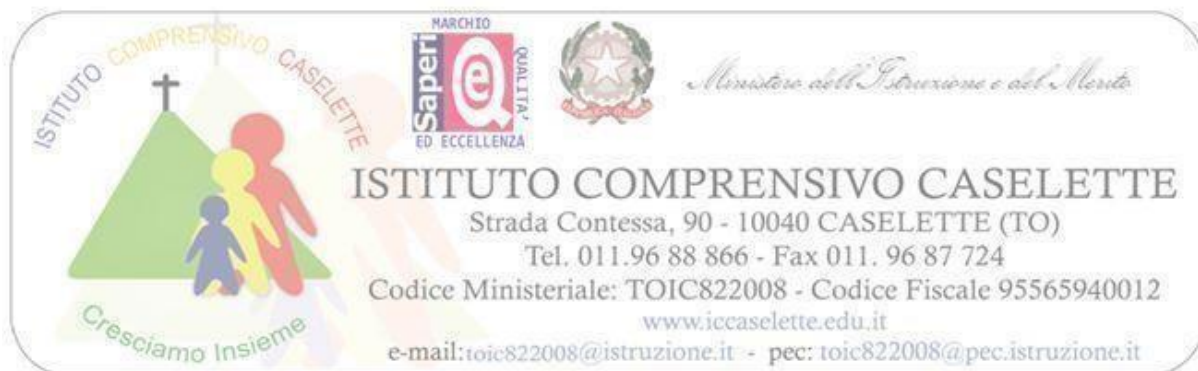 ISTITUTO COMPRENSIVO CASELETTE
Cresciamo Insieme
MARCHIO
Saperi
QUALITA'
ED ECCELLENZA
Ministero dell'Istruzione e del Merito
ISTITUTO COMPRENSIVO CASELETTE
Strada Contessa, 90 - 10040 CASELETTE (TO)
Tel. 011.96 88 866 - Fax 011. 96 87 724
Codice Ministeriale: TOIC822008 - Codice Fiscale 95565940012
www.iccaselette.edu.it
e-mail:toic822008@istruzione.it - pec: toic822008@pec.istruzione.it